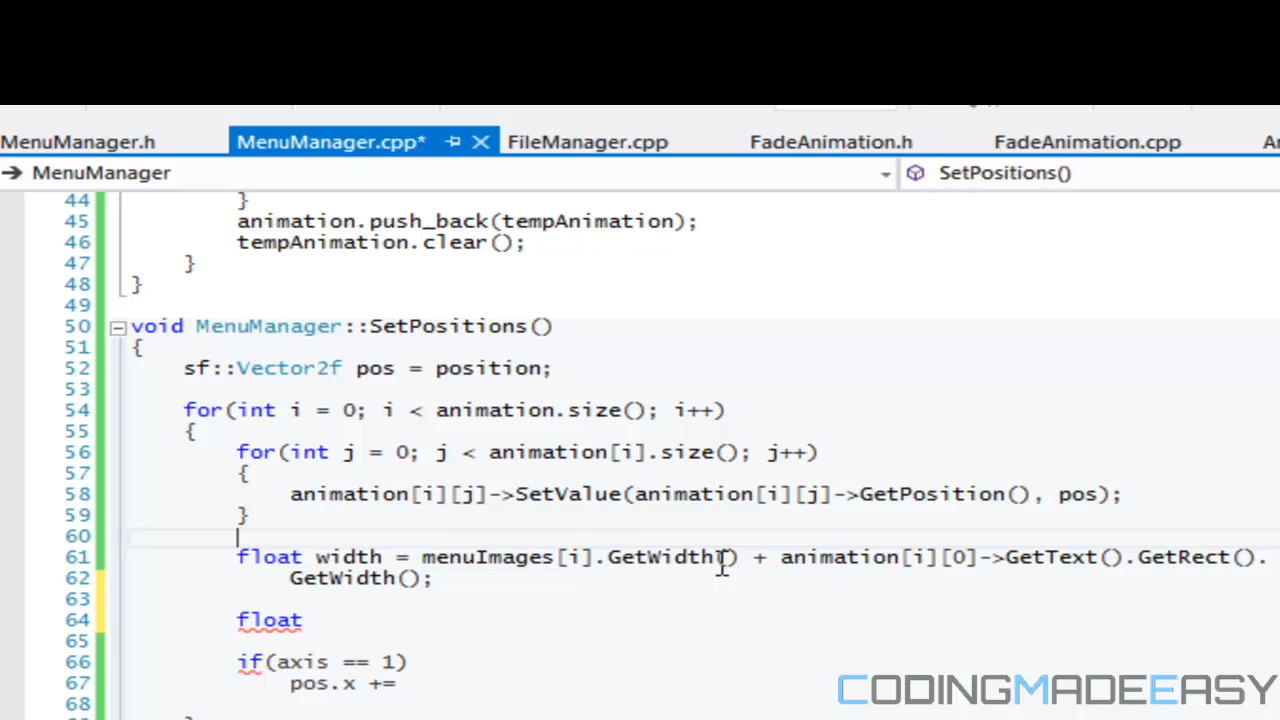 MenuManager.h MenuManager.cpp* FileManager.cpp FadeAnimation.h FadeAnimation.cpp
MenuManager SetPositions()
44 }
45 animation.push_back(tempAnimation);
46 tempAnimation.clear();
47 }
48 }
49
50 void MenuManager::SetPositions()
51 {
52 sf::Vector2f pos = position;
53
54 for(int i = 0; i < animation.size(); i++)
55 {
56 for(int j = 0; j < animation[i].size(); j++)
57 {
58 animation[i][j]->SetValue(animation[i][j]->GetPosition(), pos);
59 }
60
61 float width = menuImages[i].GetWidth() + animation[i][0]->GetText().GetRect().
62 GetWidth();
63
64 float
65
66 if(axis == 1)
67 pos.x +=
68
CODINGMADEEASY